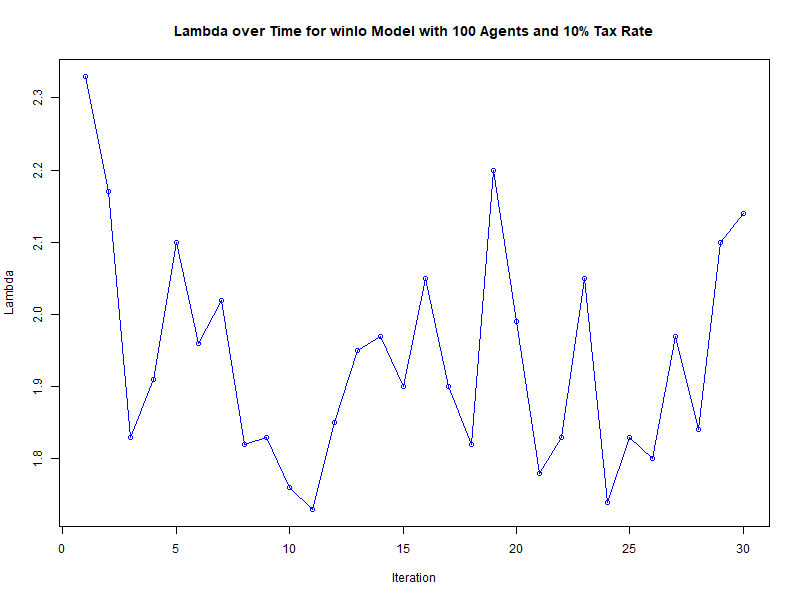 Lambda over Time for winlo Model with 100 Agents and 10% Tax Rate
Lambda
2.3
2.2
2.1
2.0
1.9
1.8
0 5 10 15 20 25 30
Iteration